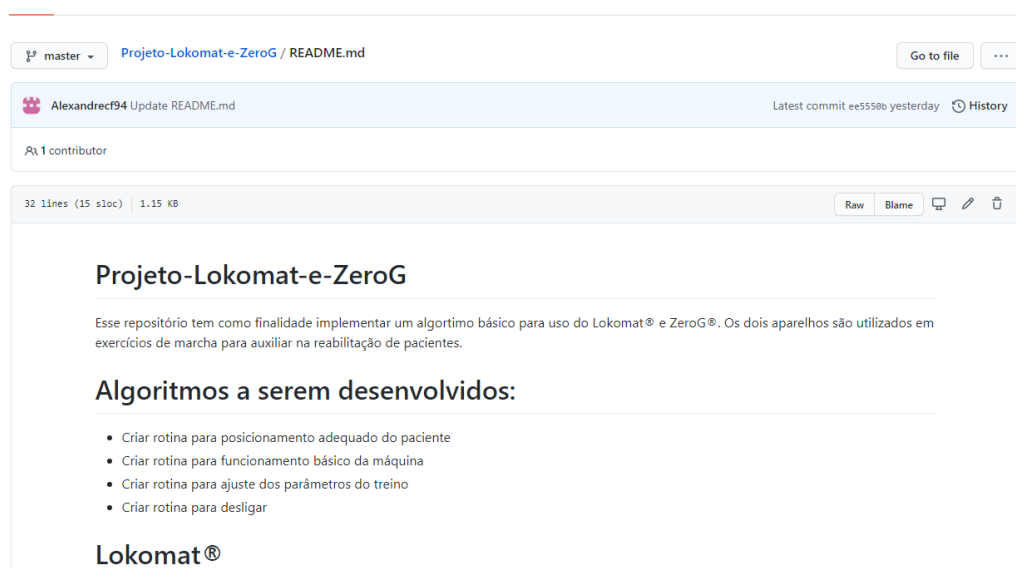 master
Projeto-Lokomat-e-ZeroG / README.md
Go to file
...
Alexandrecf94 Update README.md
Latest commit ee5550b yesterday
History
1 contributor
32 lines (15 sloc) | 1.15 KB
Raw
Blame
Projeto-Lokomat-e-ZeroG
Esse repositório tem como finalidade implementar um algortimo básico para uso do Lokomat® e ZeroG®. Os dois aparelhos são utilizados em
exercícios de marcha para auxiliar na reabilitação de pacientes.
Algoritmos a serem desenvolvidos:
• Criar rotina para posicionamento adequado do paciente
• Criar rotina para funcionamento básico da máquina
• Criar rotina para ajuste dos parâmetros do treino
• Criar rotina para desligar
Lokomat®